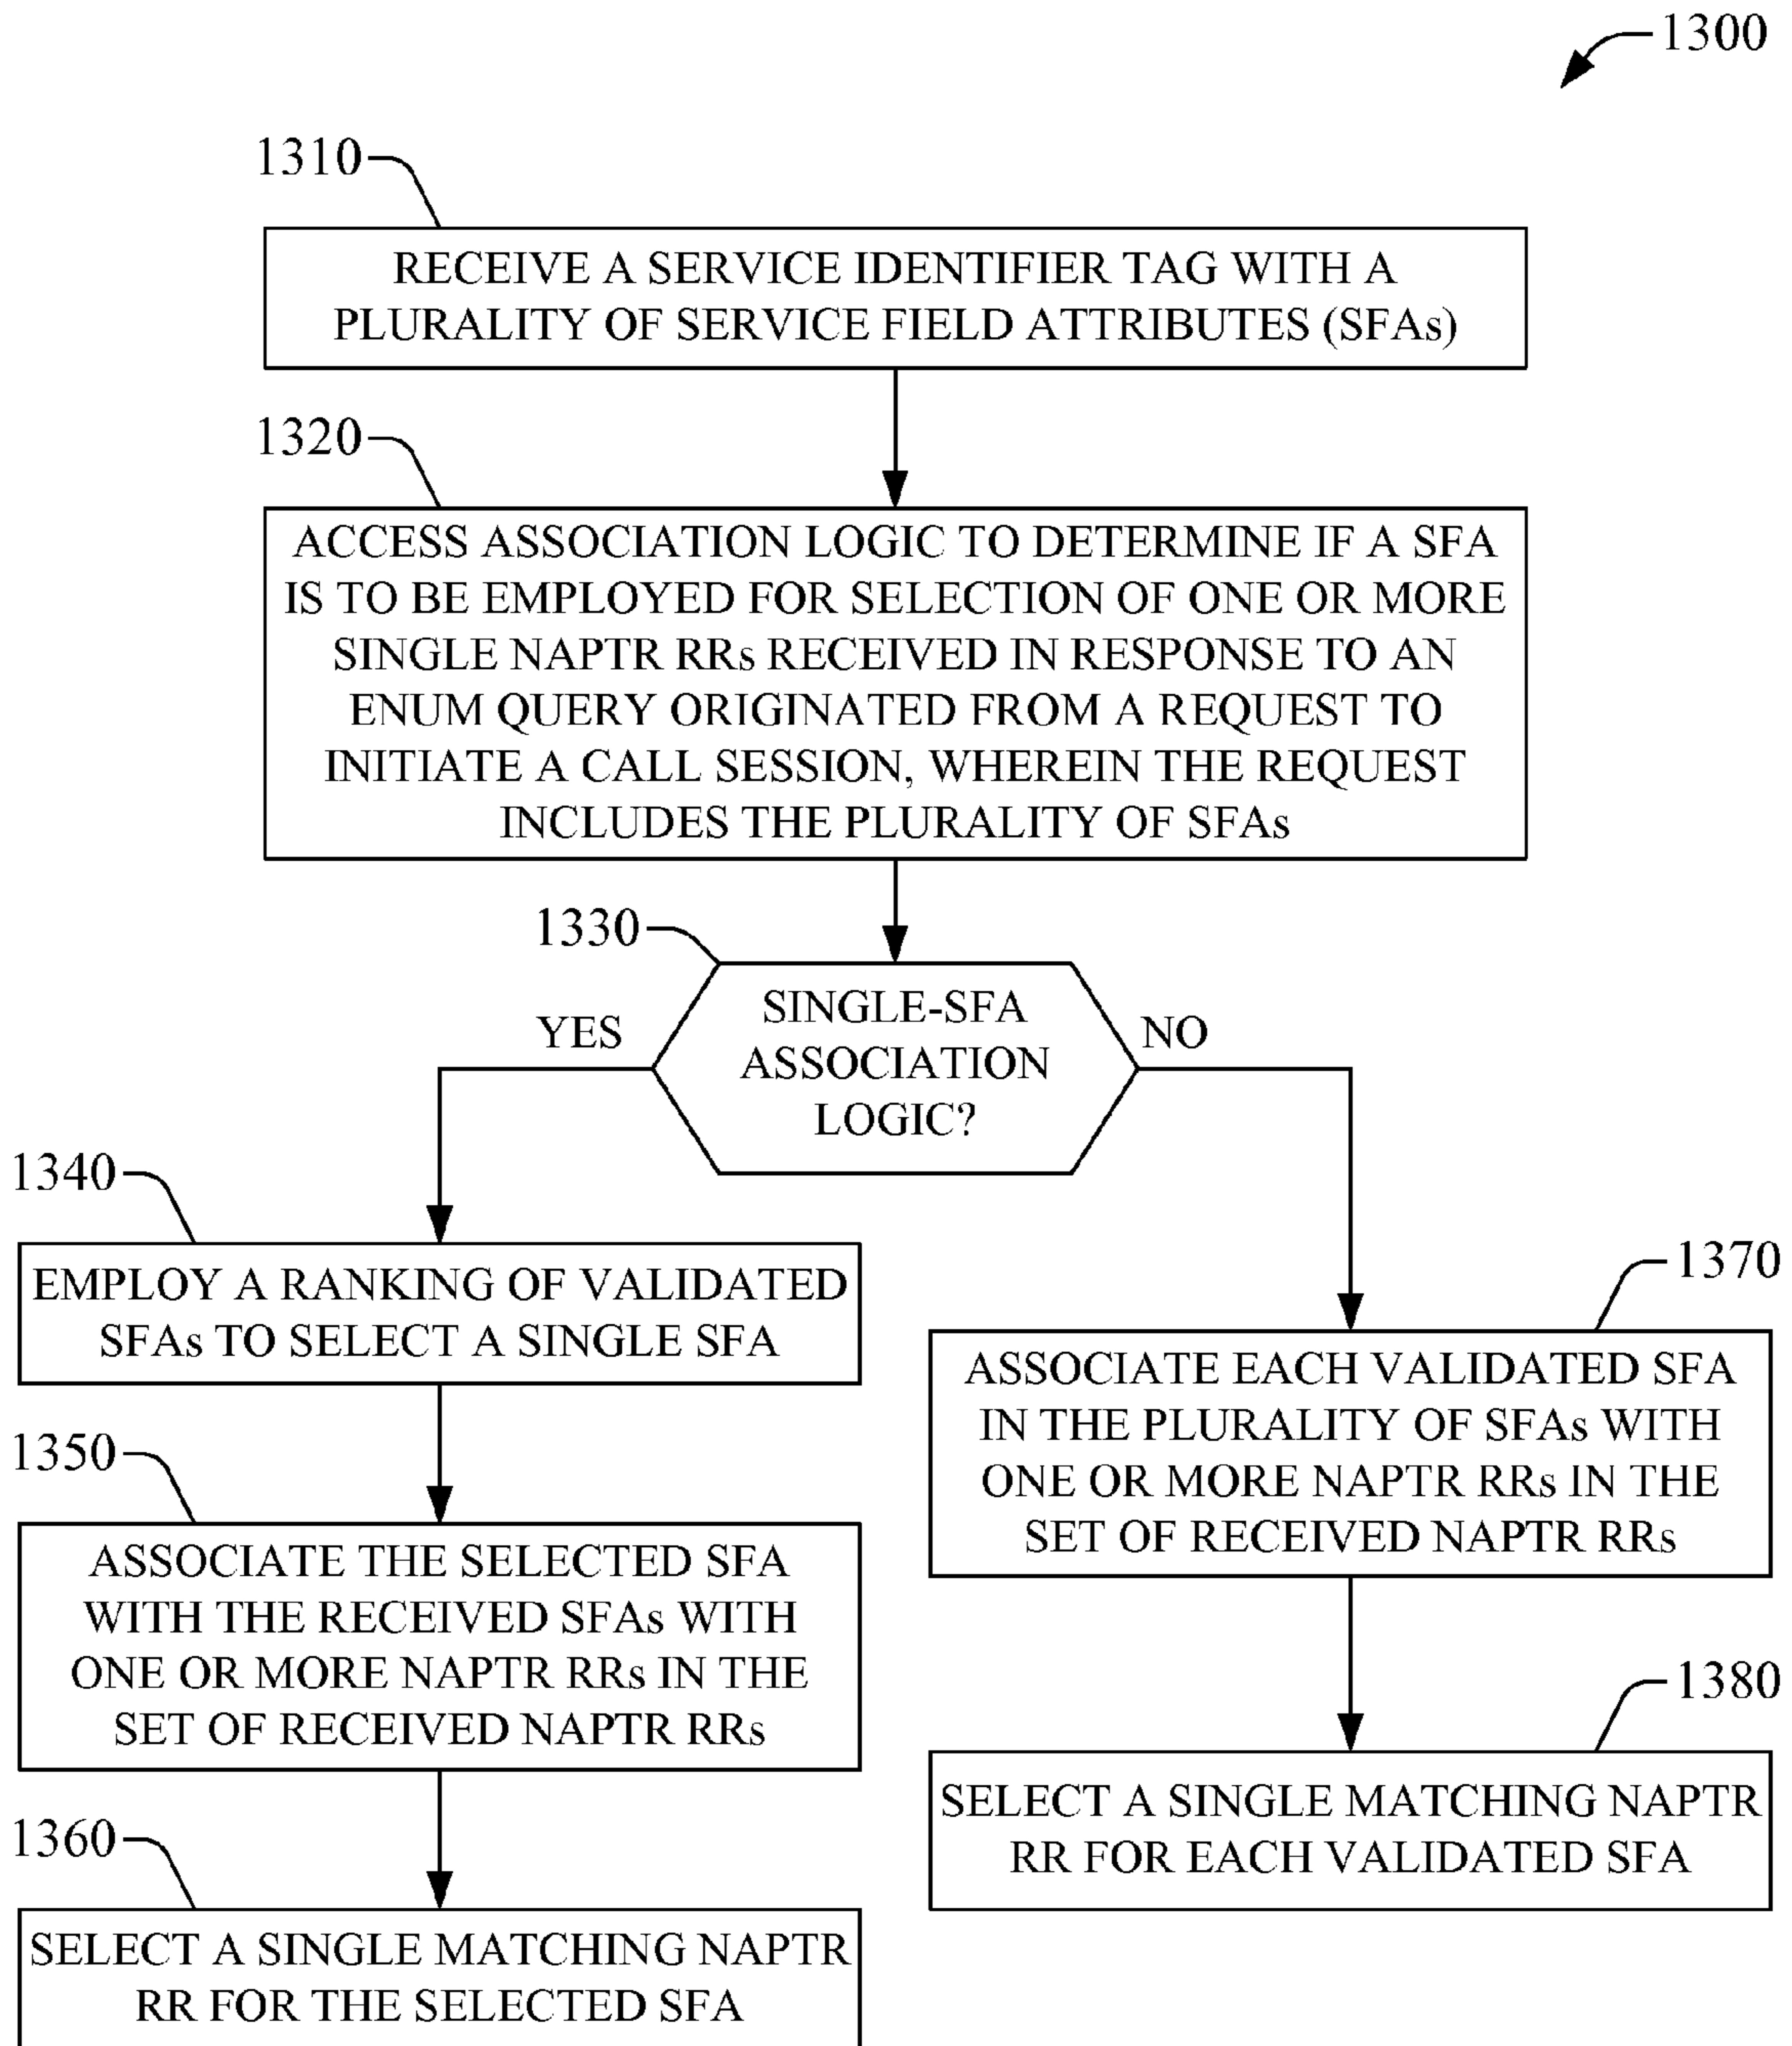 1300
1310
RECEIVE A SERVICE IDENTIFIER TAG WITH A
PLURALITY OF SERVICE FIELD ATTRIBUTES (SFAs)
1320
ACCESS ASSOCIATION LOGIC TO DETERMINE IF A SFA
IS TO BE EMPLOYED FOR SELECTION OF ONE OR MORE
SINGLE NAPTR RRs RECEIVED IN RESPONSE TO AN
ENUM QUERY ORIGINATED FROM A REQUEST TO
INITIATE A CALL SESSION, WHEREIN THE REQUEST
INCLUDES THE PLURALITY OF SFAs
1330
SINGLE-SFA
ASSOCIATION
LOGIC?
YES
NO
1340
EMPLOY A RANKING OF VALIDATED
SFAs TO SELECT A SINGLE SFA
1350
ASSOCIATE THE SELECTED SFA
WITH THE RECEIVED SFAs WITH
ONE OR MORE NAPTR RRs IN THE
SET OF RECEIVED NAPTR RRs
1360
SELECT A SINGLE MATCHING NAPTR
RR FOR THE SELECTED SFA
1370
ASSOCIATE EACH VALIDATED SFA
IN THE PLURALITY OF SFAs WITH
ONE OR MORE NAPTR RRs IN THE
SET OF RECEIVED NAPTR RRs
1380
SELECT A SINGLE MATCHING NAPTR
RR FOR EACH VALIDATED SFA